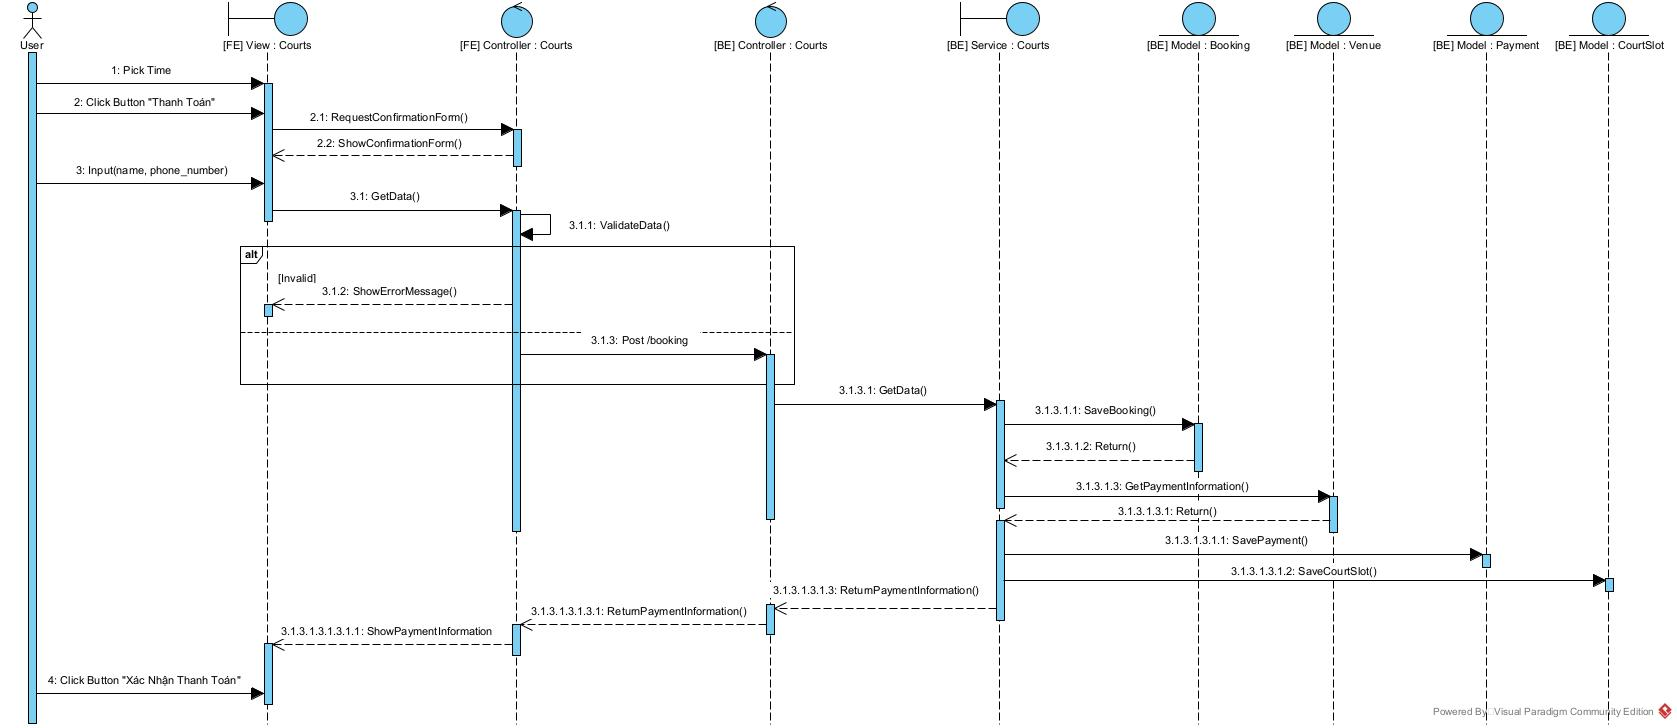 User
[FE] View : Courts
[FE] Controller : Courts
[BE] Controller : Courts
[BE] Service : Courts
[BE] Model : Booking
[BE] Model : Venue
[BE] Model : Payment
[BE] Model : CourtSlot
1: Pick Time
2: Click Button "Thanh Toán"
2.1: RequestConfirmationForm()
2.2: ShowConfirmationForm()
3: Input(name, phone_number)
3.1: GetData()
3.1.1: ValidateData()
alt
[Invalid]
3.1.2: ShowErrorMessage()
3.1.3: Post /booking
3.1.3.1: GetData()
3.1.3.1.1: SaveBooking()
3.1.3.1.2: Return()
3.1.3.1.3: GetPaymentInformation()
3.1.3.1.3.1: Return()
3.1.3.1.3.1.1: SavePayment()
3.1.3.1.3.1.2: SaveCourtSlot()
3.1.3.1.3.1.3: ReturnPaymentInformation()
3.1.3.1.3.1.3.1: ReturnPaymentInformation()
3.1.3.1.3.1.3.1.1: ShowPaymentInformation
4: Click Button "Xác Nhận Thanh Toán"
Powered By: Visual Paradigm Community Edition